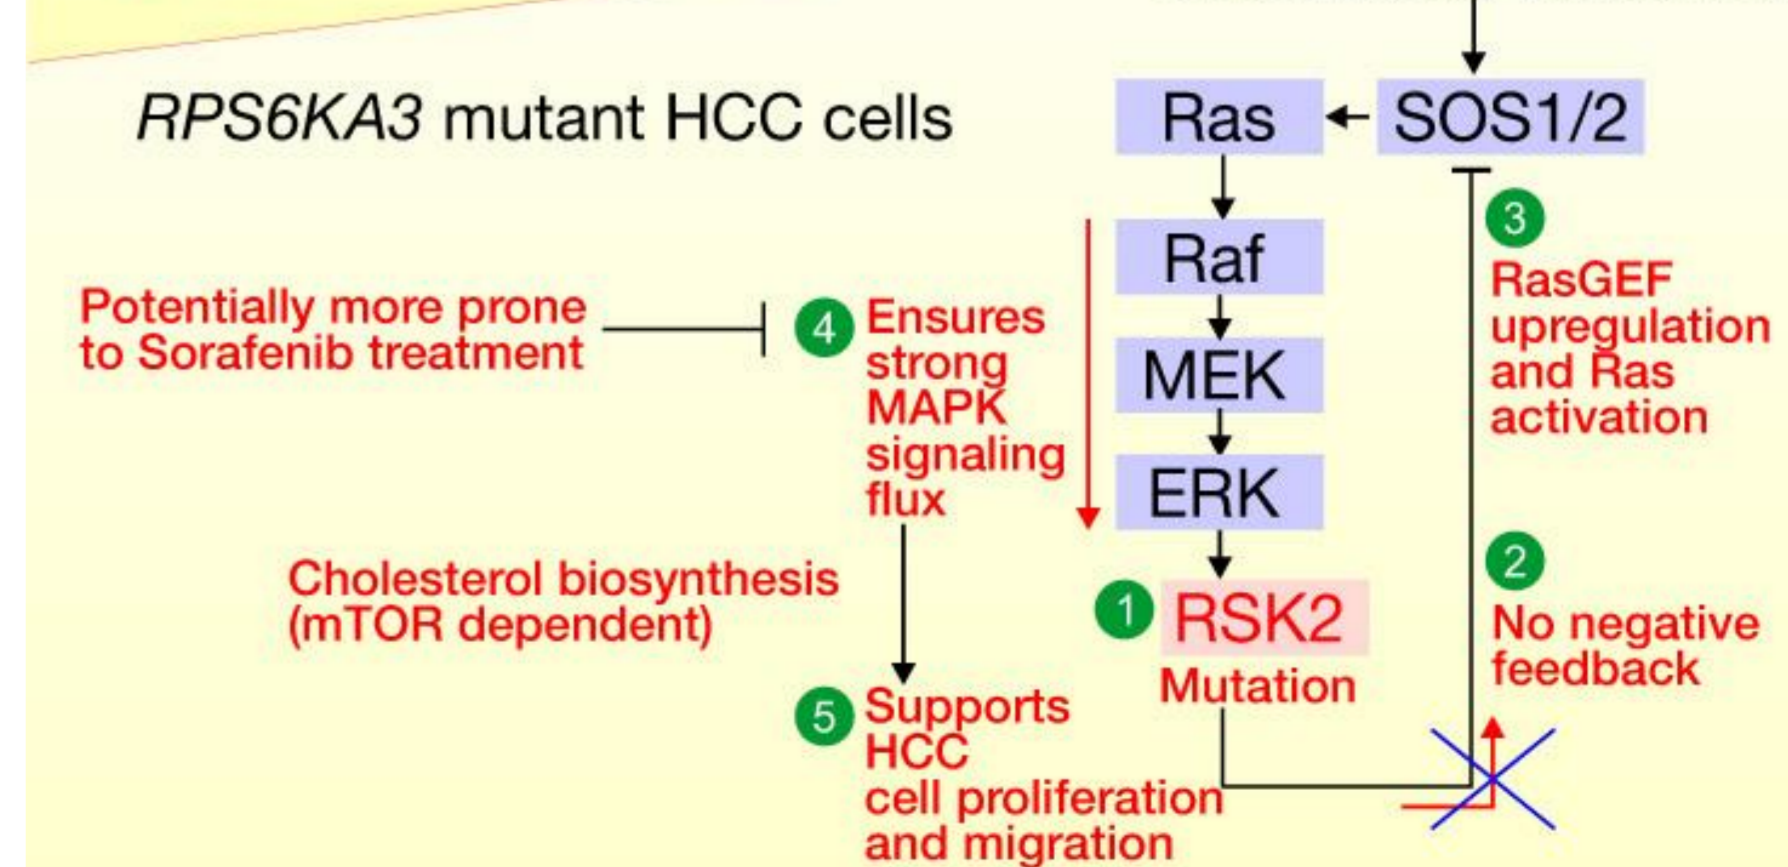 RPS6KA3 mutant HCC cells
Ras
SOS1/2
Raf
MEK
ERK
1
RSK2
Mutation
2
No negative
feedback
3
RasGEF
upregulation
and Ras
activation
4
Ensures
strong
MAPK
signaling
flux
Potentially more prone
to Sorafenib treatment
Cholesterol biosynthesis
(mTOR dependent)
5
Supports
HCC
cell proliferation
and migration